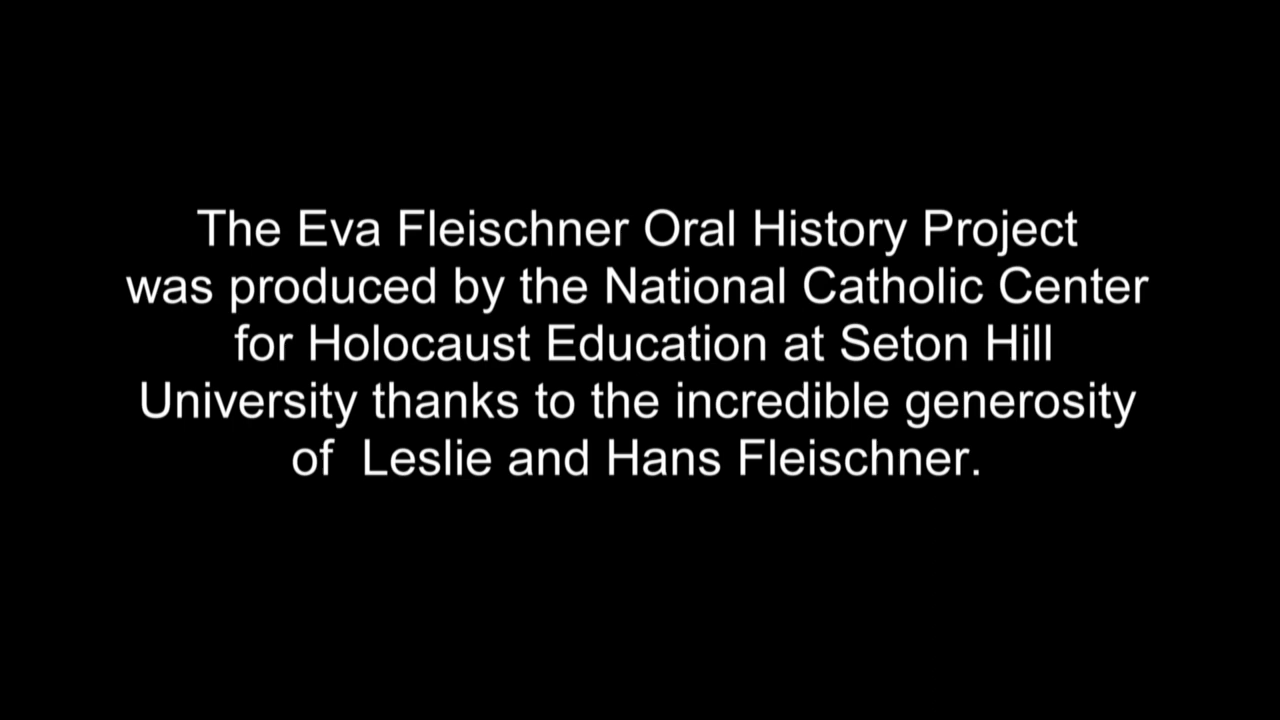 The Eva Fleischner Oral History Project
was produced by the National Catholic Center
for Holocaust Education at Seton Hill
University thanks to the incredible generosity
of  Leslie and Hans Fleischner.